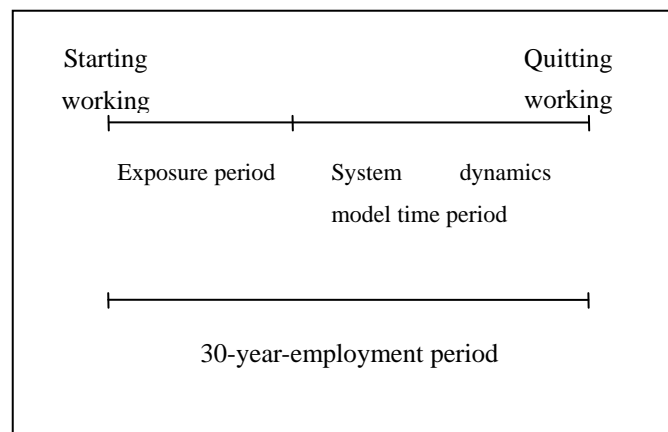 Starting
working
Quitting
working
Exposure period
System dynamics
model time period
30-year-employment period